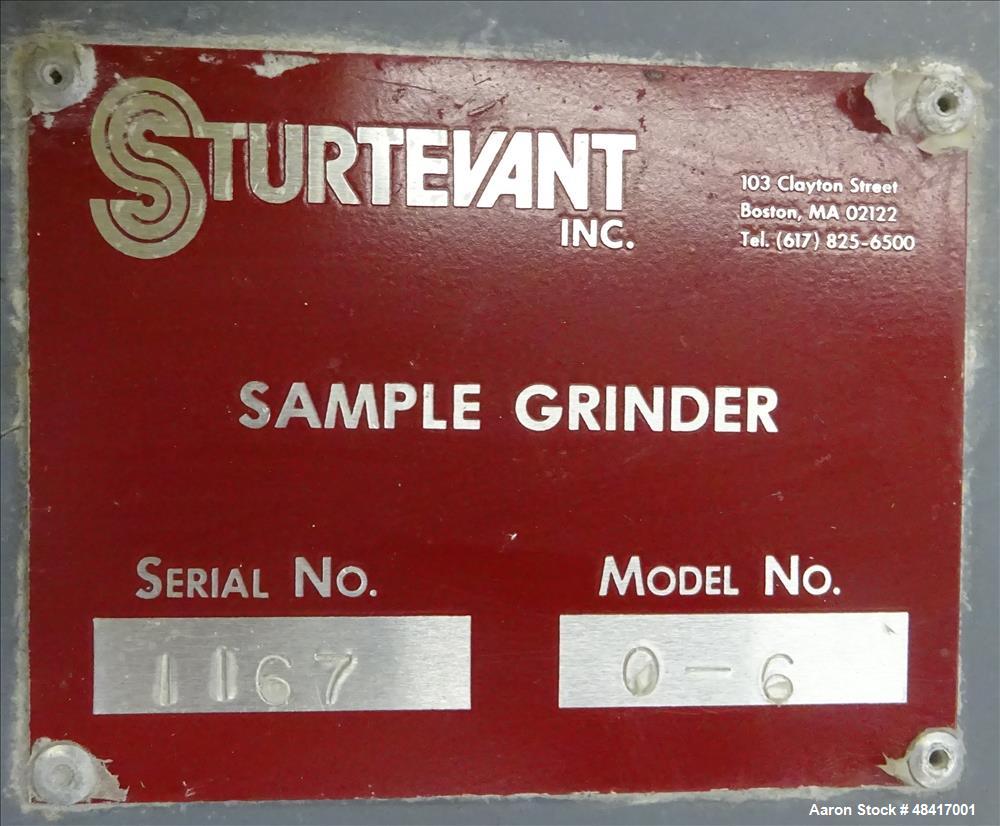 STURTEVANT
INC.
103 Clayton Street
Boston, MA 02122
Tel. (617) 825-6500
SAMPLE GRINDER
SERIAL NO.
1167
MODEL NO.
0-6
Aaron Stock # 48417001